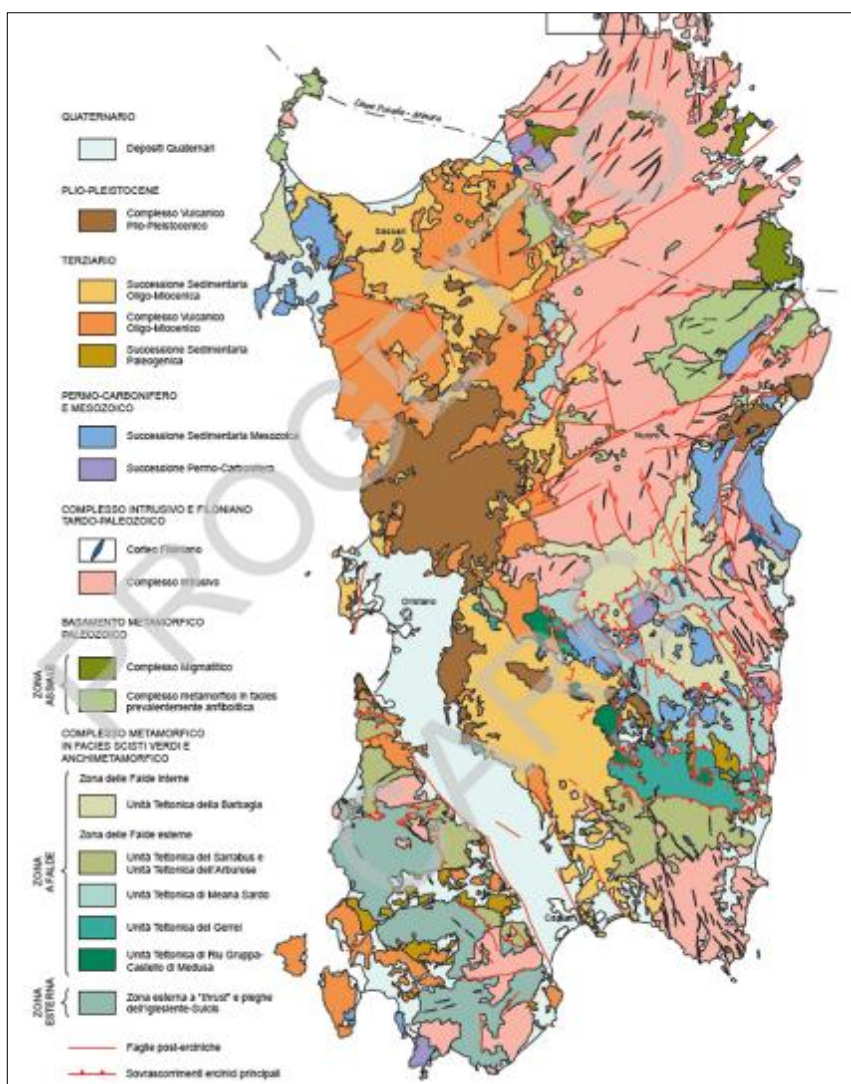 QUATERNARIO
Depositi Quaternari
PLIO-PLEISTOCENE
Complesso Vulcanico
Plio-Pleistocenico
TERZIARIO
Successione Sedimentaria
Oligo-Miocenica
Complesso Vulcanico
Oligo-Miocenico
Successione Sedimentaria
Paleogenica
PERMO-CARBONIFERO
E MESOZOICO
Successione Sedimentaria Mesozoica
Successione Permo-Carbonifera
COMPLESSO INTRUSIVO E FILONIANO
TARDO-PALEOZOICO
Corteo Filoniano
Complesso Intrusivo
BASAMENTO METAMORFICO
PALEOZOICO
ZONA
ASSIALE
Complesso Migmatitico
Complesso metamorfico in facies
prevalentemente anfibolitica
COMPLESSO METAMORFICO
IN FACIES SCISTI VERDI E
ANCHIMETAMORFICO
Zona delle Falde interne
Unità Tettonica della Barbagia
Zona delle Falde esterne
ZONA
A FALDE
Unità Tettonica del Sarrabus e
Unità Tettonica dell'Arburese
Unità Tettonica di Meana Sardo
Unità Tettonica del Gerrei
Unità Tettonica di Riu Gruppa-
Castello di Medusa
ZONA
ESTERNA
Zona esterna a "thrust" e pieghe
dell'Iglesiente-Sulcis
Faglie post-erciniche
Sovrascorrimenti ercinici principali
Linea Posada - Asinara
Sassari
Nuoro
Oristano
Cagliari
PROGETTO
CARG